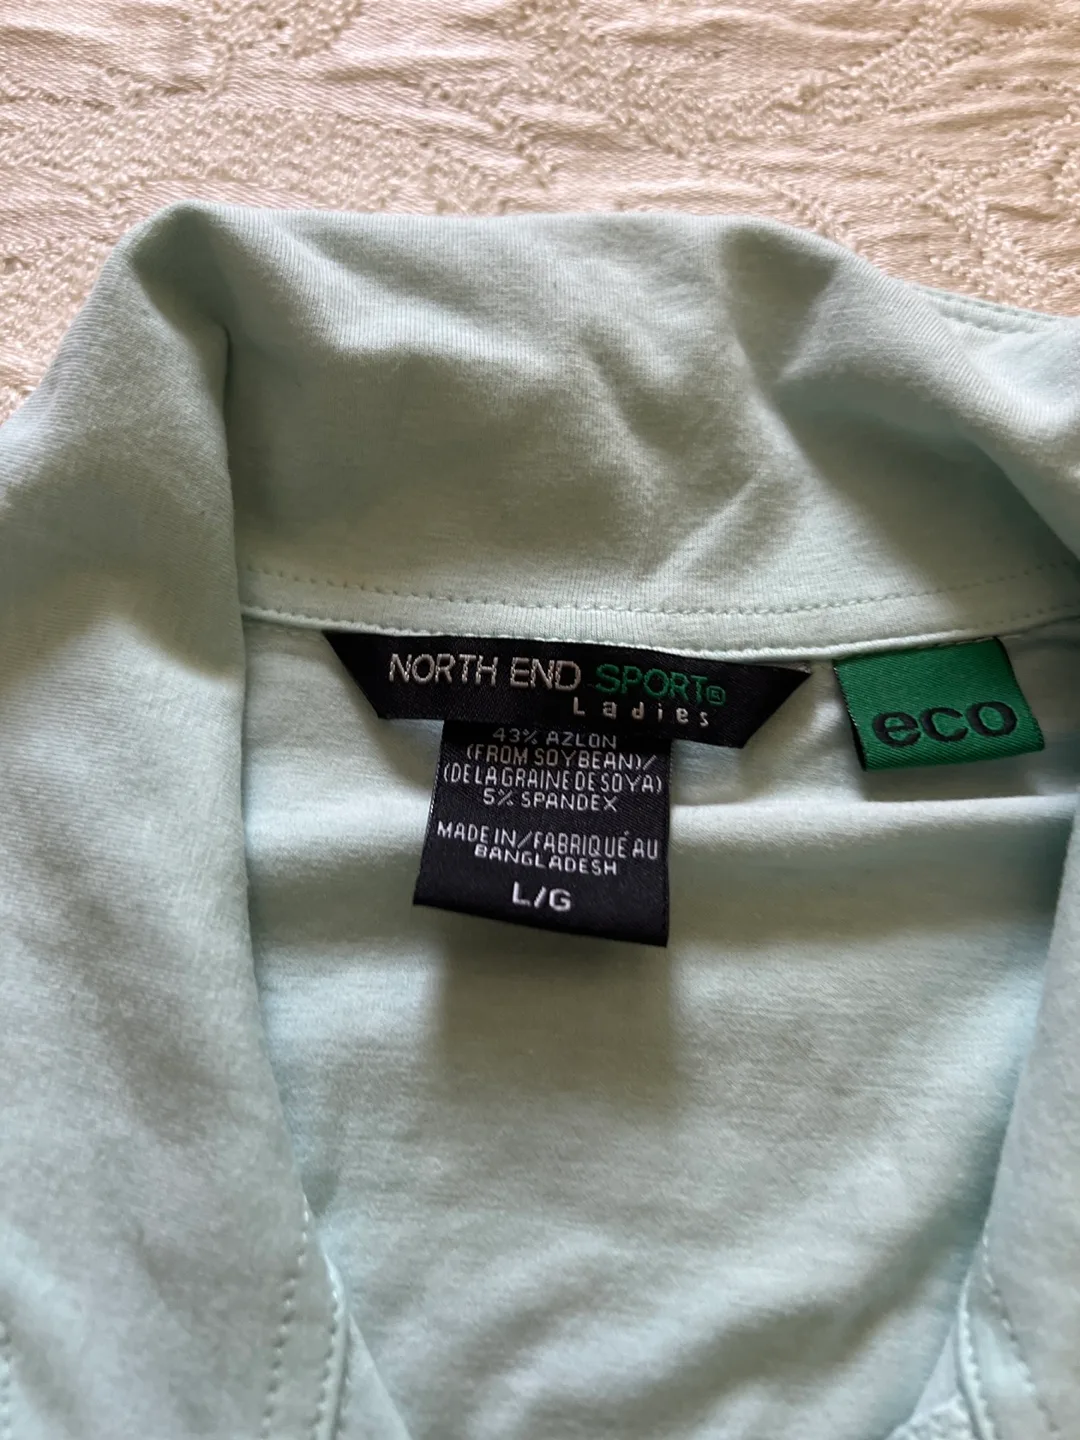 NORTH END SPORT®
Ladies
eco
43% AZLON
(FROM SOYBEAN)/
(DE LA GRAINE DE SOYA)
5% SPANDEX
MADE IN/FABRIQUÉ AU
BANGLADESH
L/G